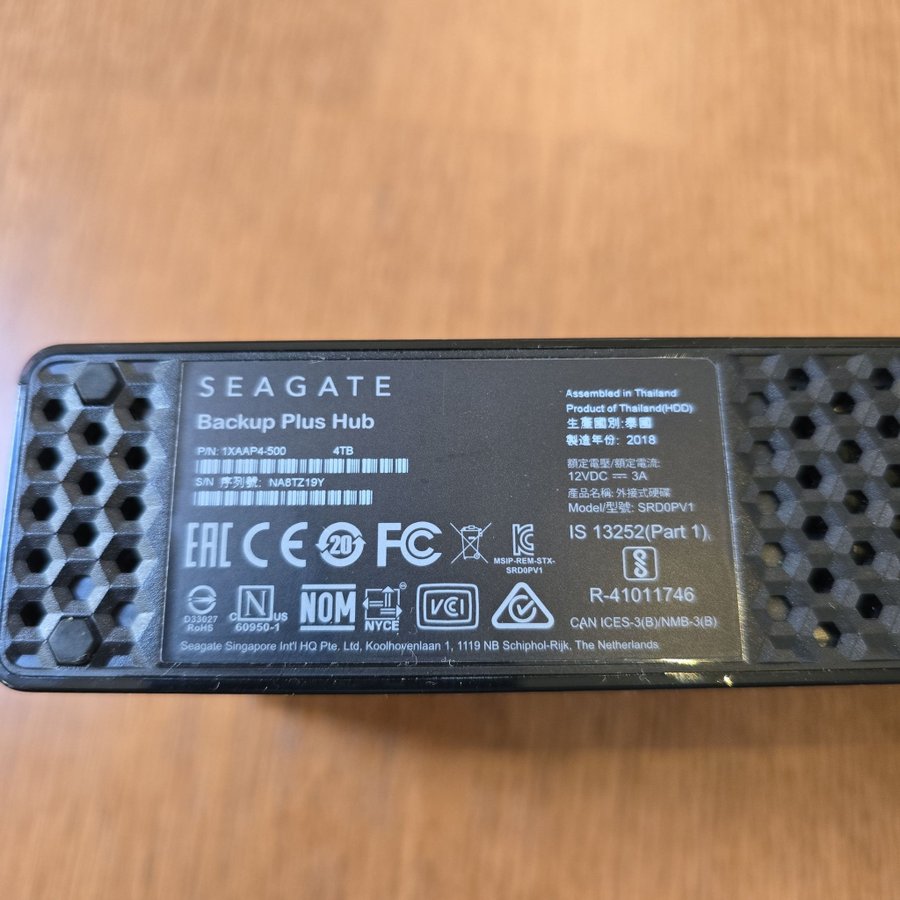 SEAGATE
Backup Plus Hub
P/N: 1XAAP4-500 4TB
S/N 序列號: NA8TZ19Y
Assembled in Thailand
Product of Thailand(HDD)
生產國別:泰國
製造年份: 2018
額定電壓/額定電流:
12VDC ⎓ 3A
產品名稱: 外接式硬碟
Model/型號: SRD0PV1
IS 13252(Part 1),
R-41011746
CAN ICES-3(B)/NMB-3(B)
EAC CE 20 FC
MSIP-REM-STX-
SRD0PV1
D33027
RoHS
C N US
60950-1
NOM
NYCE
VCI
Seagate Singapore Int'l HQ Pte. Ltd, Koolhovenlaan 1, 1119 NB Schiphol-Rijk, The Netherlands